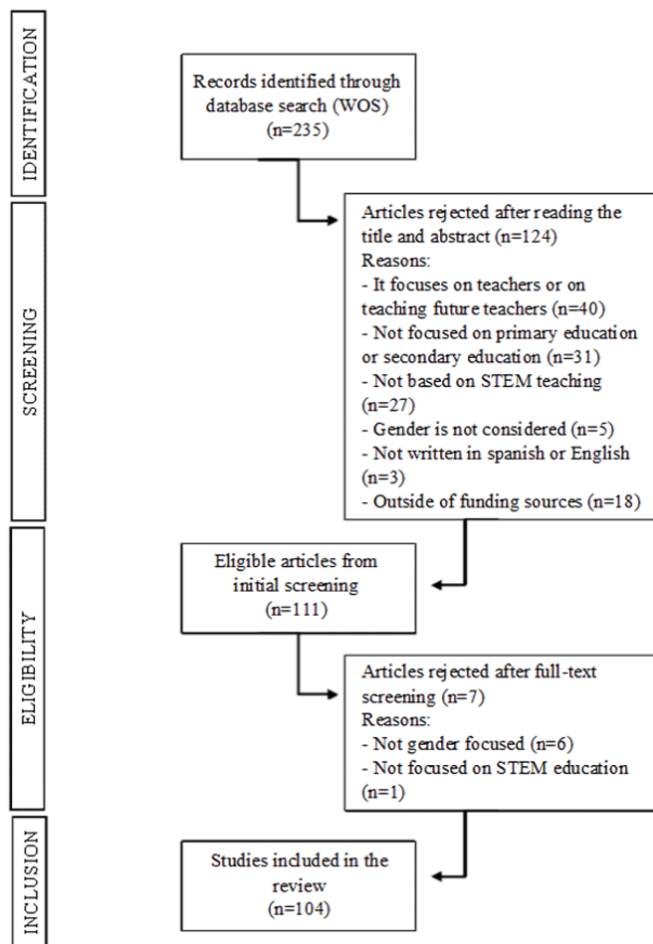 IDENTIFICATION
Records identified through
database search (WOS)
(n=235)
SCREENING
Articles rejected after reading the
title and abstract (n=124)
Reasons:
- It focuses on teachers or on
teaching future teachers (n=40)
- Not focused on primary education
or secondary education (n=31)
- Not based on STEM teaching
(n=27)
- Gender is not considered (n=5)
- Not written in spanish or English
(n=3)
- Outside of funding sources (n=18)
ELIGIBILITY
Eligible articles from
initial screening
(n=111)
Articles rejected after full-text
screening (n=7)
Reasons:
- Not gender focused (n=6)
- Not focused on STEM education
(n=1)
INCLUSION
Studies included in the
review
(n=104)